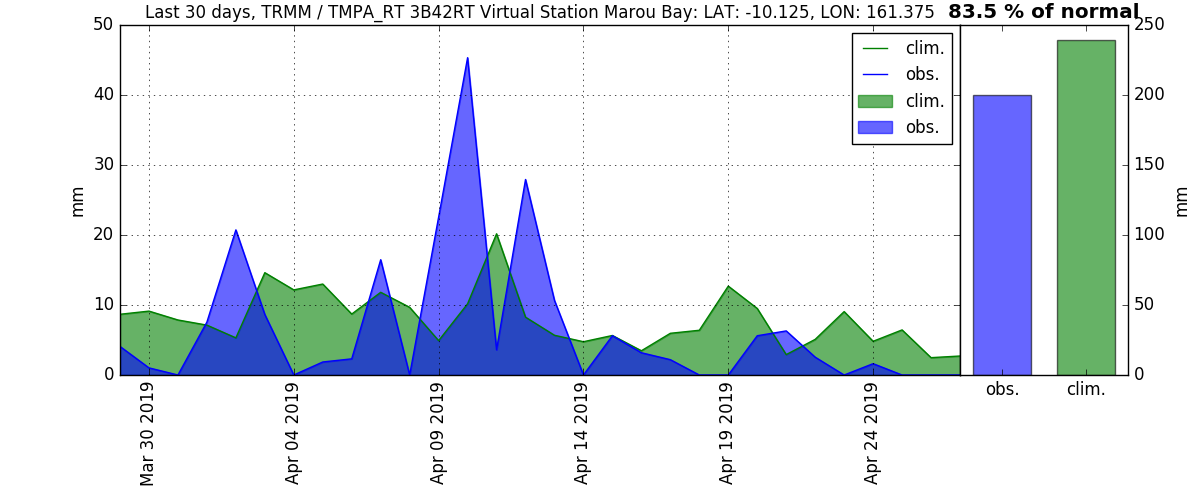 Last 30 days, TRMM / TMPA_RT 3B42RT Virtual Station Marou Bay: LAT: -10.125, LON: 161.375 83.5 % of normal
50
40
30
20
10
0
mm
clim.
obs.
clim.
obs.
250
200
150
100
50
0
mm
Mar 30 2019
Apr 04 2019
Apr 09 2019
Apr 14 2019
Apr 19 2019
Apr 24 2019
obs.
clim.